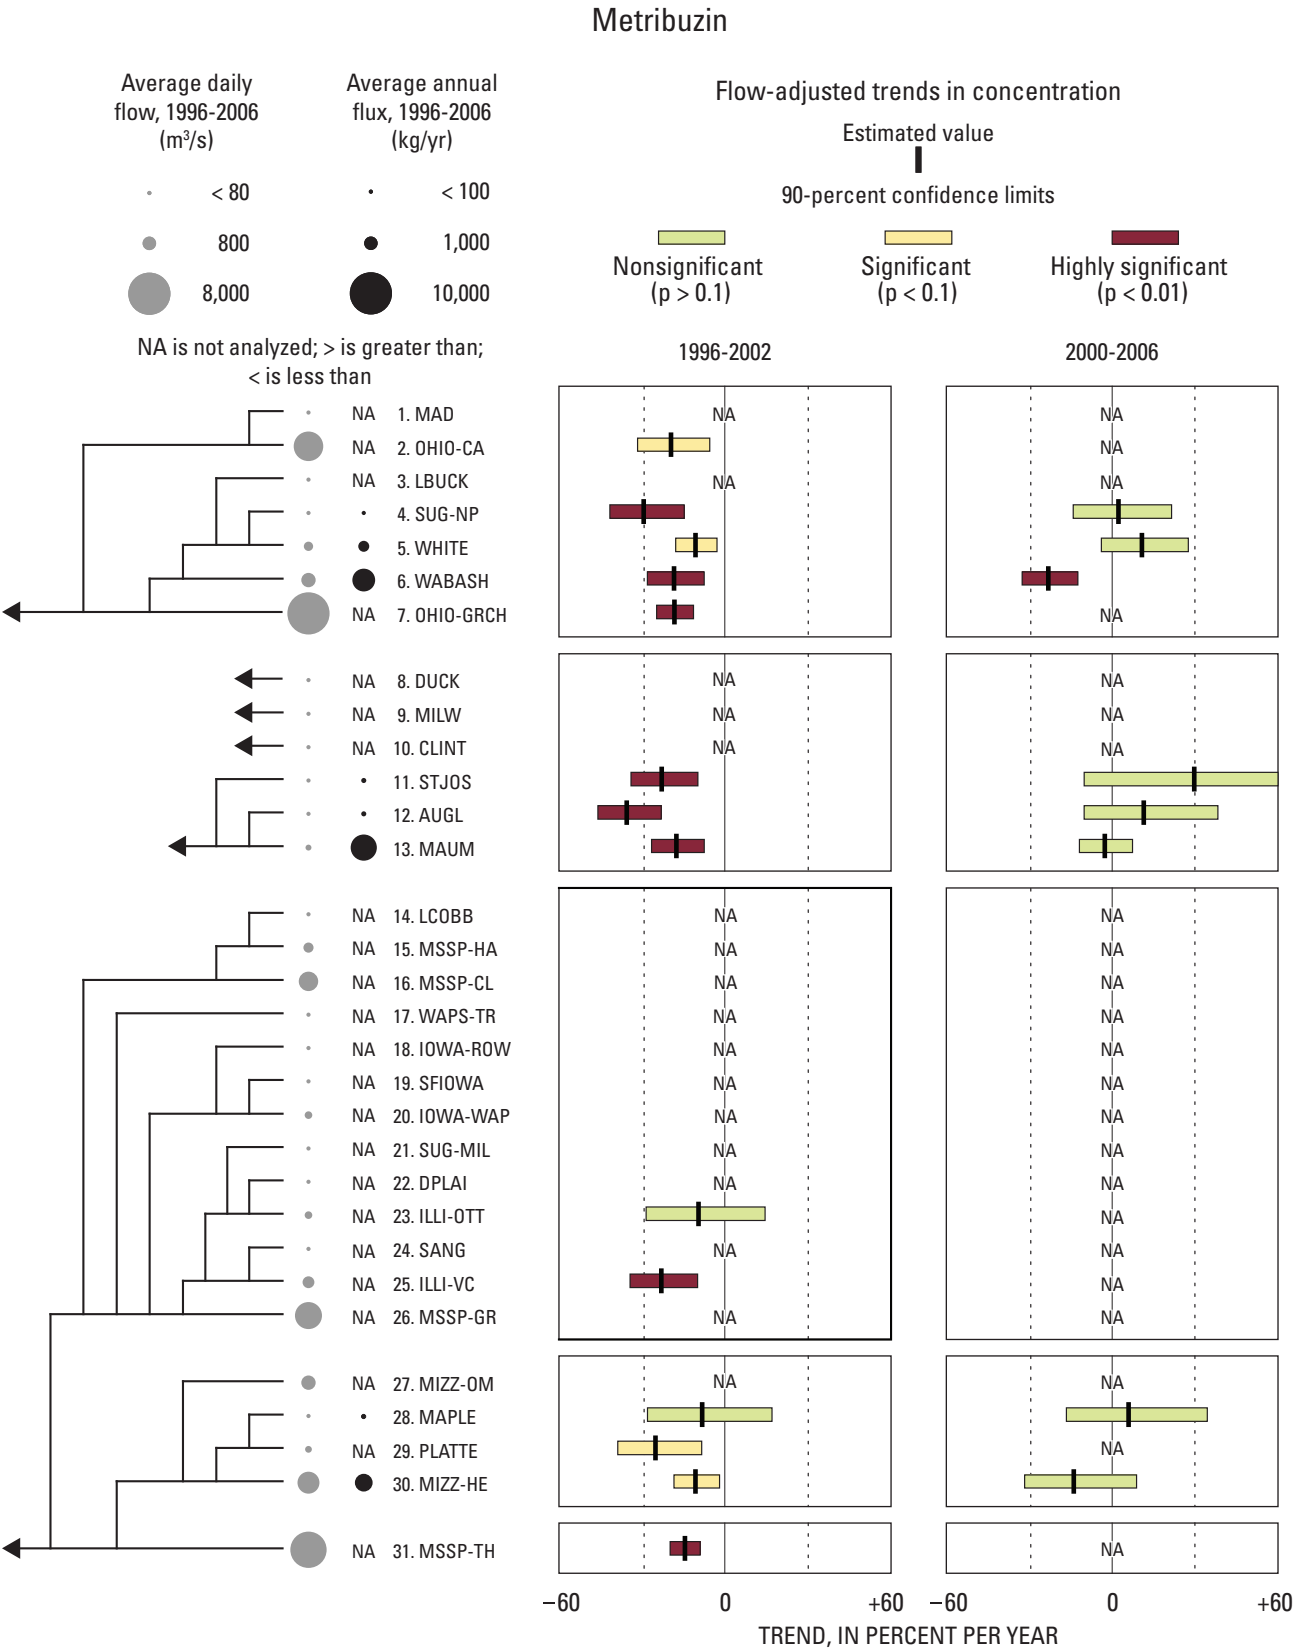 Metribuzin
Average daily
flow, 1996-2006
(m³/s)
< 80
800
8,000
Average annual
flux, 1996-2006
(kg/yr)
< 100
1,000
10,000
NA is not analyzed; > is greater than;
< is less than
Flow-adjusted trends in concentration
Estimated value
90-percent confidence limits
Nonsignificant
(p > 0.1)
Significant
(p < 0.1)
Highly significant
(p < 0.01)
1996-2002
2000-2006
NA 1. MAD NA NA
NA 2. OHIO-CA NA
NA 3. LBUCK NA NA
4. SUG-NP
5. WHITE
6. WABASH
NA 7. OHIO-GRCH NA
NA 8. DUCK NA NA
NA 9. MILW NA NA
NA 10. CLINT NA NA
11. STJOS
12. AUGL
13. MAUM
NA 14. LCOBB NA NA
NA 15. MSSP-HA NA NA
NA 16. MSSP-CL NA NA
NA 17. WAPS-TR NA NA
NA 18. IOWA-ROW NA NA
NA 19. SFIOWA NA NA
NA 20. IOWA-WAP NA NA
NA 21. SUG-MIL NA NA
NA 22. DPLAI NA NA
NA 23. ILLI-OTT NA
NA 24. SANG NA NA
NA 25. ILLI-VC NA
NA 26. MSSP-GR NA NA
NA 27. MIZZ-OM NA NA
28. MAPLE
NA 29. PLATTE NA
30. MIZZ-HE
NA 31. MSSP-TH NA
−60 0 +60 −60 0 +60
TREND, IN PERCENT PER YEAR